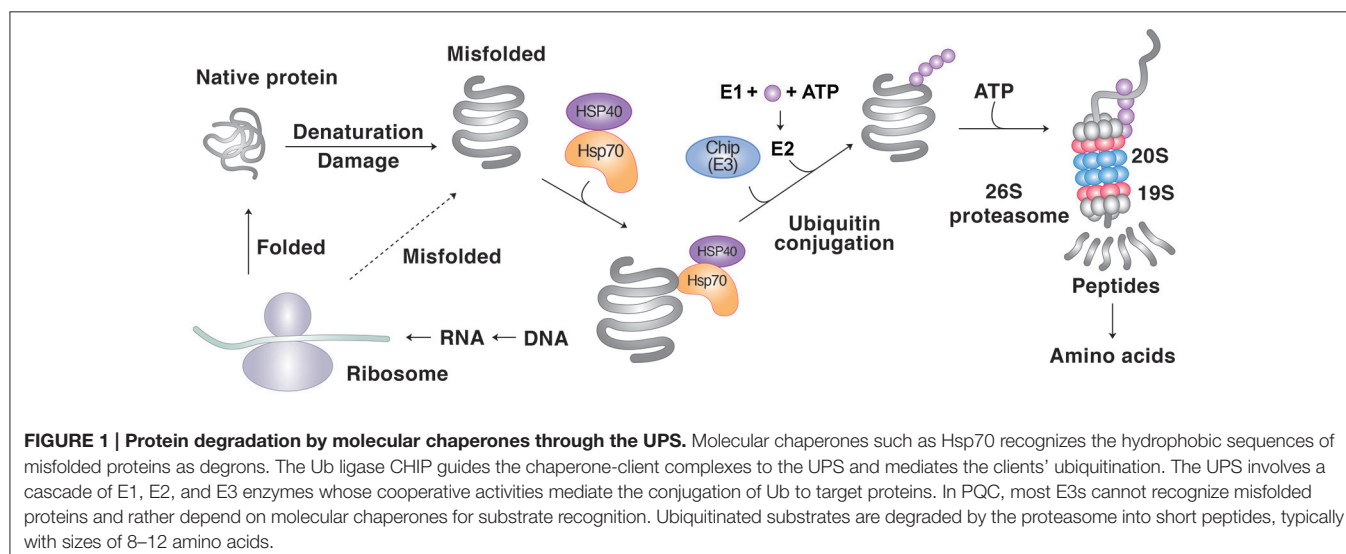 Native protein
Misfolded
Denaturation
Damage
HSP40
Hsp70
E1 + + ATP
Chip
(E3)
E2
ATP
20S
19S
26S
proteasome
Ubiquitin
conjugation
Folded
Misfolded
HSP40
Hsp70
Peptides
RNA
DNA
Ribosome
Amino acids
FIGURE 1 | Protein degradation by molecular chaperones through the UPS. Molecular chaperones such as Hsp70 recognizes the hydrophobic sequences of
misfolded proteins as degrons. The Ub ligase CHIP guides the chaperone-client complexes to the UPS and mediates the clients' ubiquitination. The UPS involves a
cascade of E1, E2, and E3 enzymes whose cooperative activities mediate the conjugation of Ub to target proteins. In PQC, most E3s cannot recognize misfolded
proteins and rather depend on molecular chaperones for substrate recognition. Ubiquitinated substrates are degraded by the proteasome into short peptides, typically
with sizes of 8–12 amino acids.